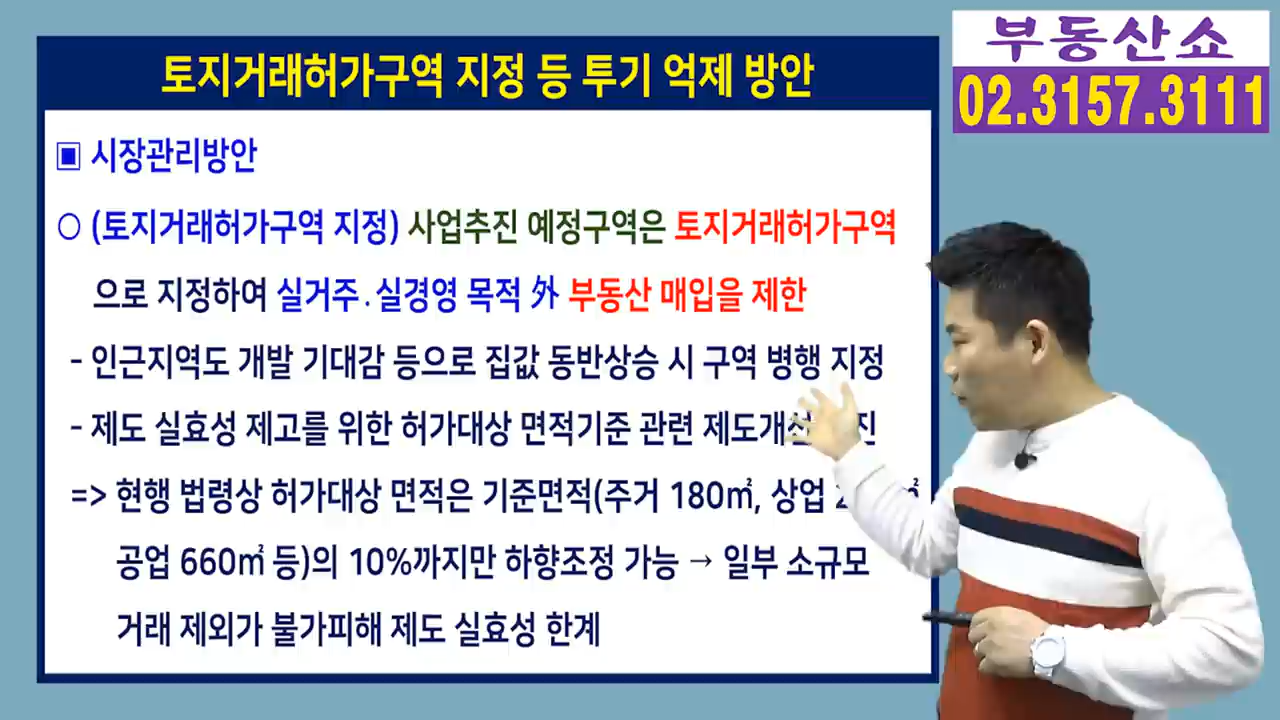 부동산쇼
02.3157.3111
토지거래허가구역 지정 등 투기 억제 방안
▣ 시장관리방안
○ (토지거래허가구역 지정) 사업추진 예정구역은 토지거래허가구역
으로 지정하여 실거주.실경영 목적 外 부동산 매입을 제한
- 인근지역도 개발 기대감 등으로 집값 동반상승 시 구역 병행 지정
- 제도 실효성 제고를 위한 허가대상 면적기준 관련
=> 현행 법령상 허가대상 면적은 기준면적(주거 180㎡, 상업
공업 660㎡ 등)의 10%까지만 하향조정 가능 → 일부 소규모
거래 제외가 불가피해 제도 실효성 한계